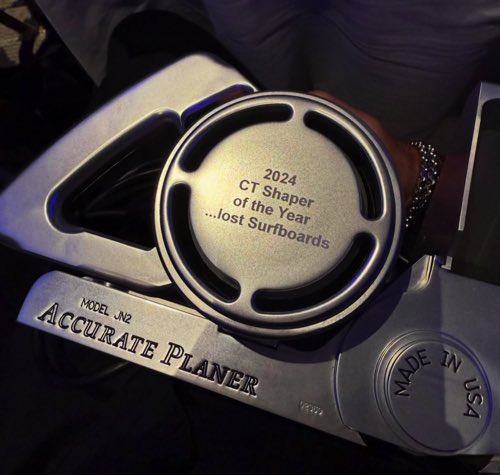 2024
CT Shaper
of the Year
...lost Surfboards
MODEL JN2
ACCURATE PLANER
MADE IN USA